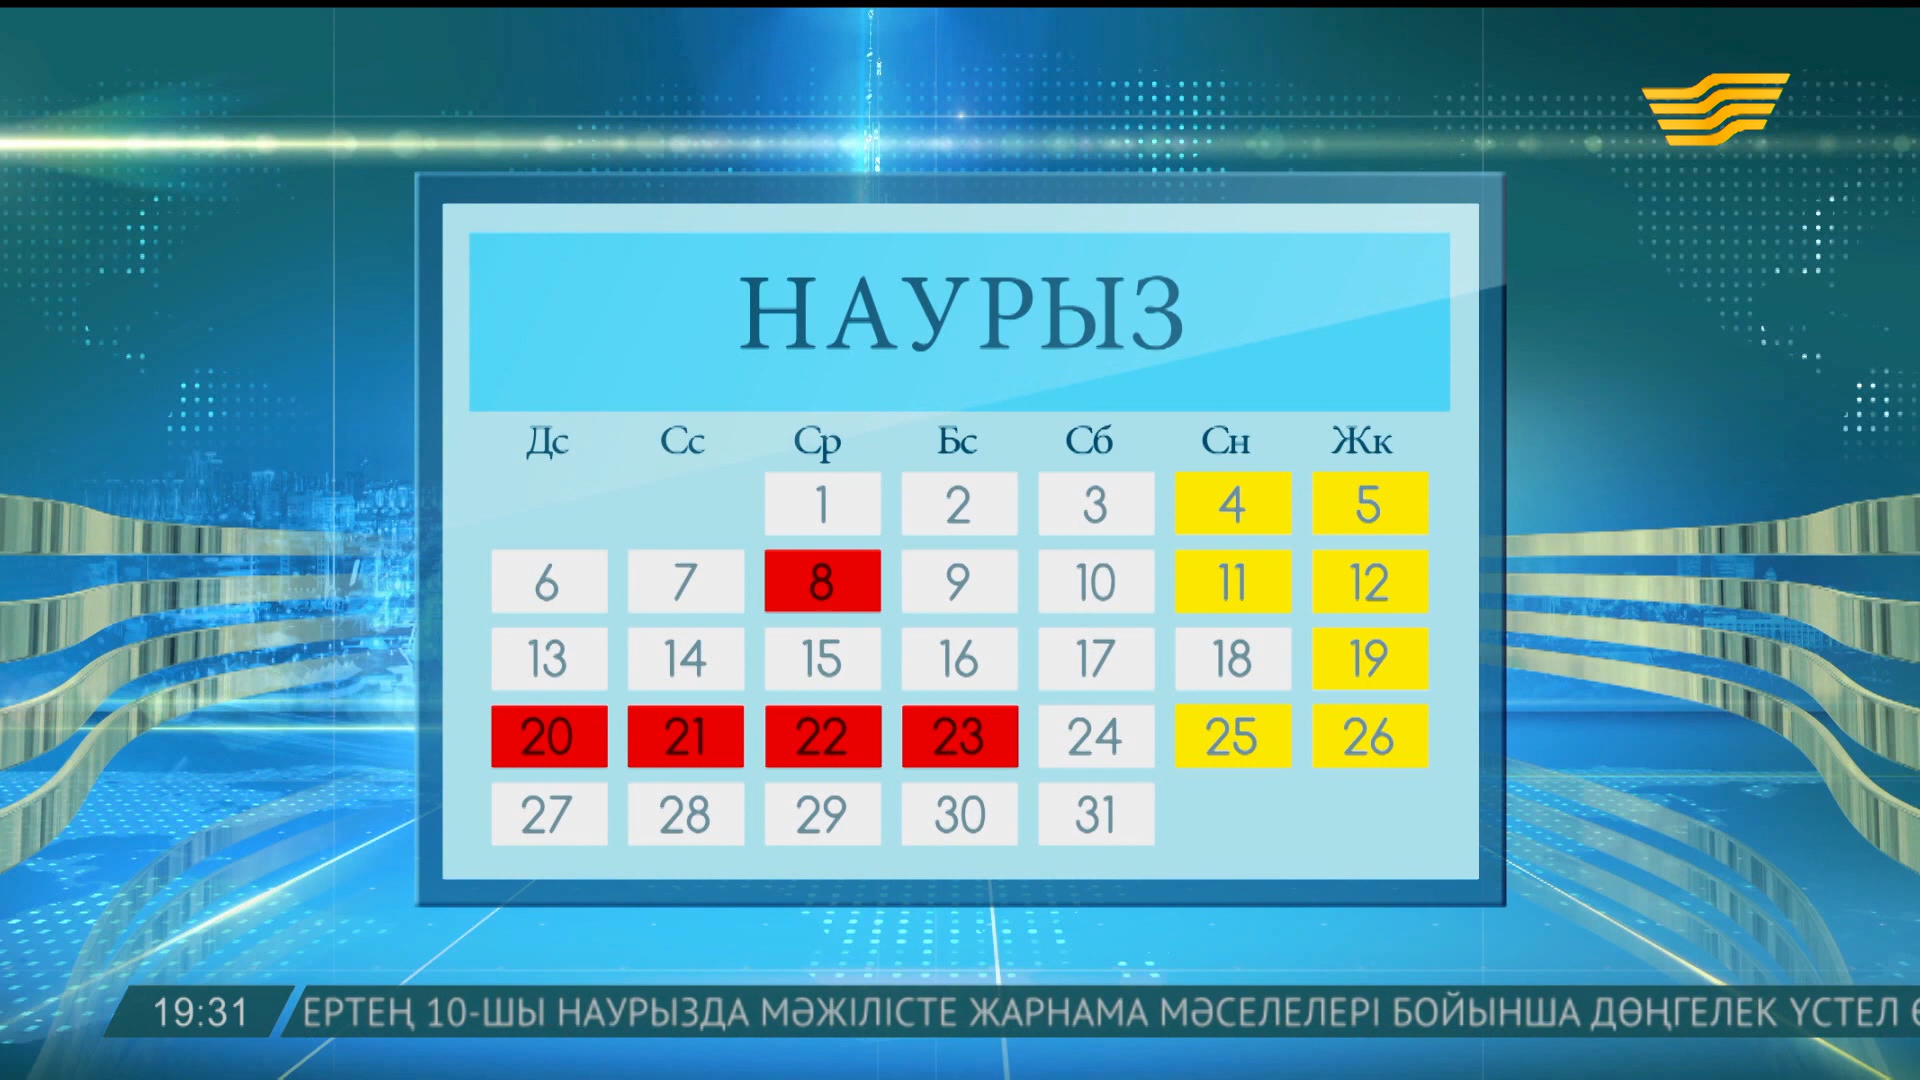 НАУРЫЗ
Дс Сс Ср Бс Сб Сн Жк
1 2 3 4 5
6 7 8 9 10 11 12
13 14 15 16 17 18 19
20 21 22 23 24 25 26
27 28 29 30 31
19:31 ЕРТЕҢ 10-ШЫ НАУРЫЗДА МӘЖІЛІСТЕ ЖАРНАМА МӘСЕЛЕЛЕРІ БОЙЫНША ДӨҢГЕЛЕК ҮСТЕЛ